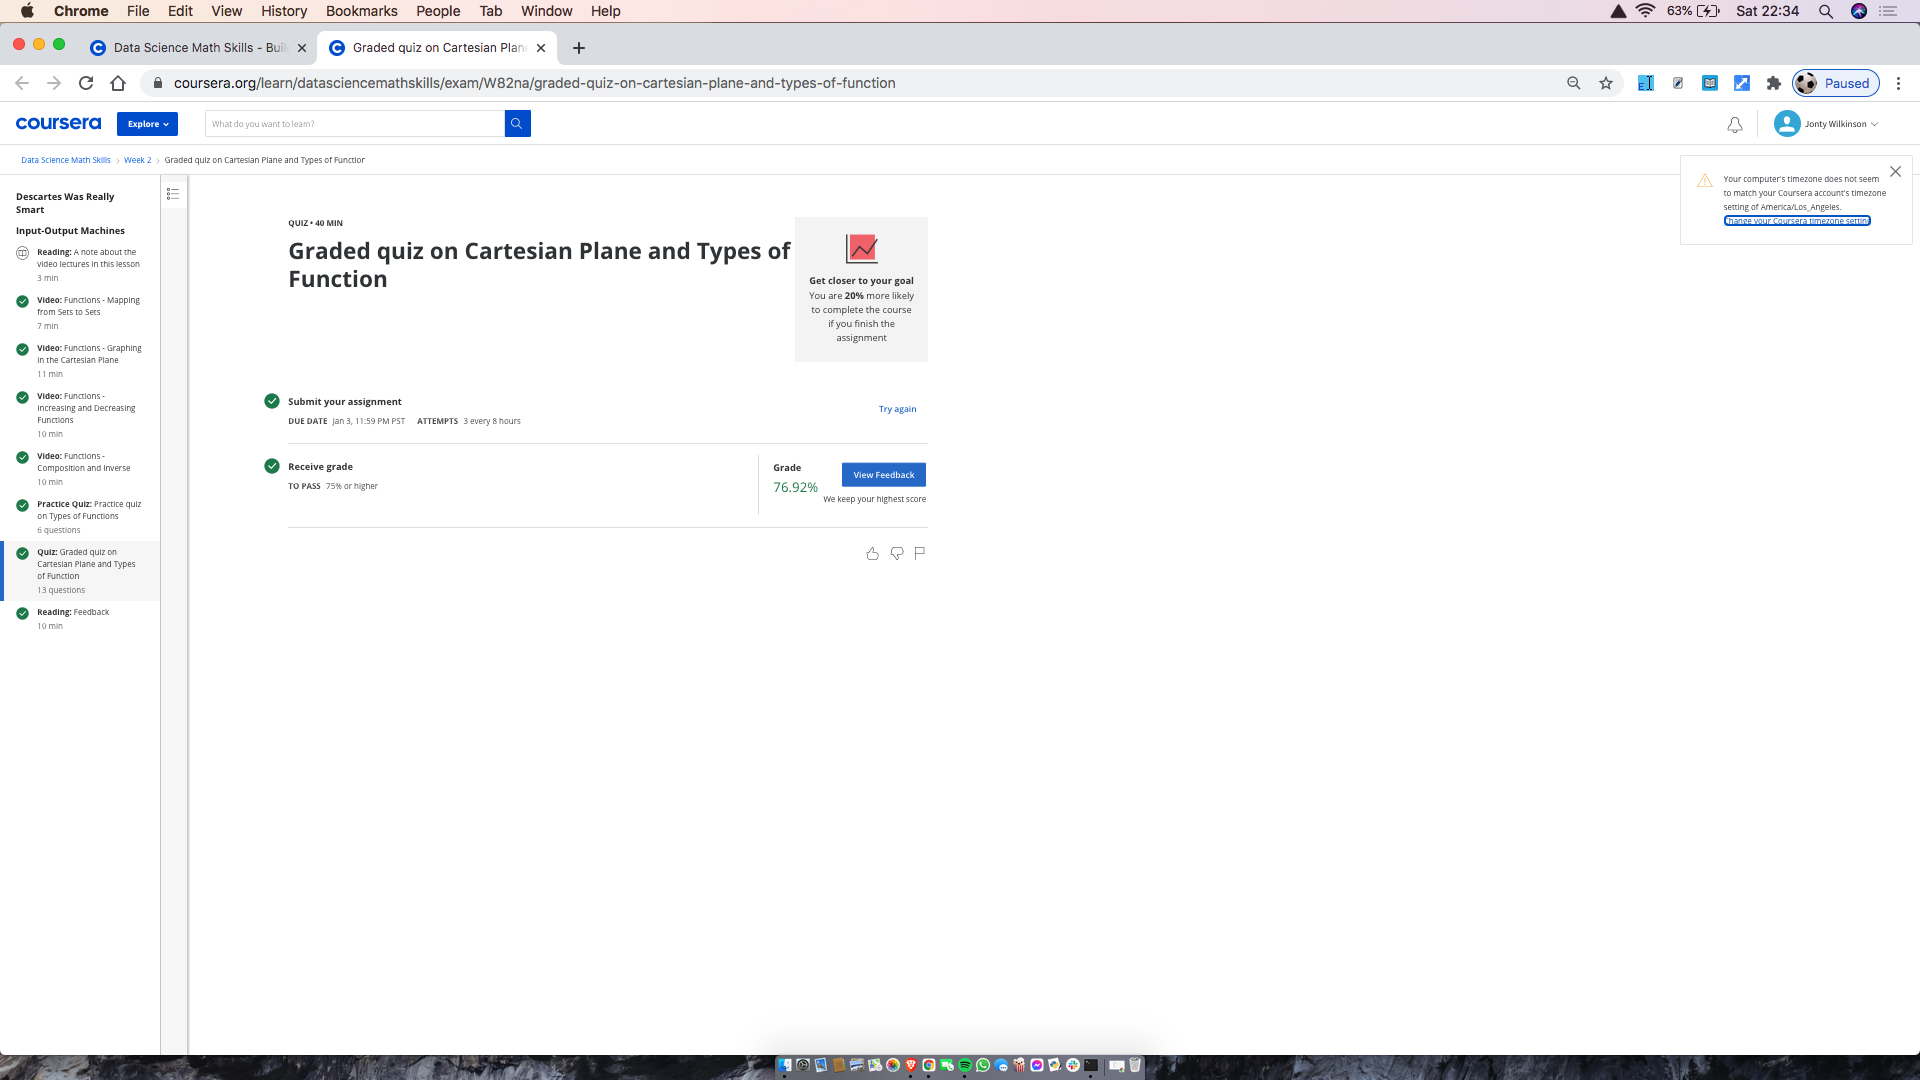 Chrome File Edit View History Bookmarks People Tab Window Help 63% Sat 22:34
Data Science Math Skills - Buil
Graded quiz on Cartesian Plan
coursera.org/learn/datasciencemathskills/exam/W82na/graded-quiz-on-cartesian-plane-and-types-of-function
Paused
coursera
Explore
What do you want to learn?
Jonty Wilkinson
Data Science Math Skills › Week 2 › Graded quiz on Cartesian Plane and Types of Function
Your computer's timezone does not seem
to match your Coursera account's timezone
setting of America/Los_Angeles.
Change your Coursera timezone setting
Descartes Was Really
Smart
Input-Output Machines
Reading: A note about the
video lectures in this lesson
3 min
Video: Functions - Mapping
from Sets to Sets
7 min
Video: Functions - Graphing
in the Cartesian Plane
11 min
Video: Functions -
Increasing and Decreasing
Functions
10 min
Video: Functions -
Composition and Inverse
10 min
Practice Quiz: Practice quiz
on Types of Functions
6 questions
Quiz: Graded quiz on
Cartesian Plane and Types
of Function
13 questions
Reading: Feedback
10 min
QUIZ • 40 MIN
Graded quiz on Cartesian Plane and Types of
Function
Get closer to your goal
You are 20% more likely
to complete the course
if you finish the
assignment
Submit your assignment
DUE DATE Jan 3, 11:59 PM PST ATTEMPTS 3 every 8 hours
Try again
Receive grade
TO PASS 75% or higher
Grade
76.92%
View Feedback
We keep your highest score